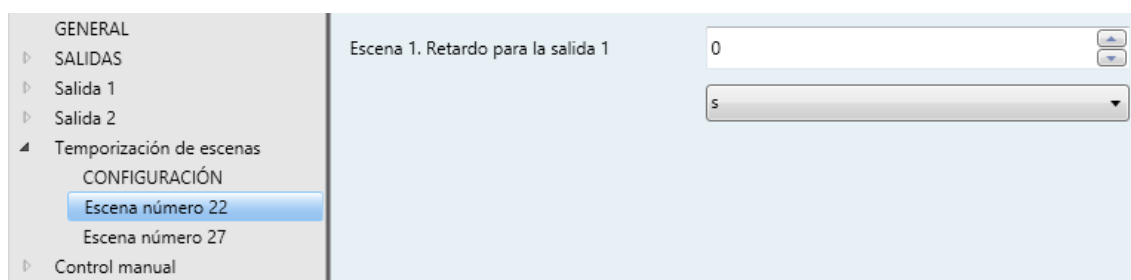 GENERAL
SALIDAS
Salida 1
Salida 2
Temporización de escenas
CONFIGURACIÓN
Escena número 22
Escena número 27
Control manual
Escena 1. Retardo para la salida 1
0
s